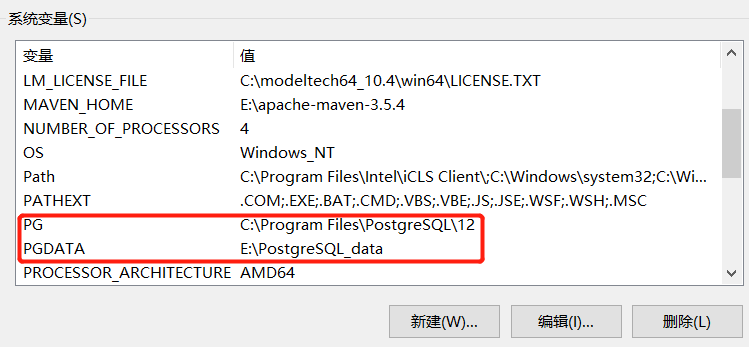 系统变量(S)
变量 值
LM_LICENSE_FILE C:\modeltech64_10.4\win64\LICENSE.TXT
MAVEN_HOME E:\apache-maven-3.5.4
NUMBER_OF_PROCESSORS 4
OS Windows_NT
Path C:\Program Files\Intel\iCLS Client\;C:\Windows\system32;C:\Wi...
PATHEXT .COM;.EXE;.BAT;.CMD;.VBS;.VBE;.JS;.JSE;.WSF;.WSH;.MSC
PG C:\Program Files\PostgreSQL\12
PGDATA E:\PostgreSQL_data
PROCESSOR_ARCHITECTURE AMD64
新建(W)... 编辑(I)... 删除(L)